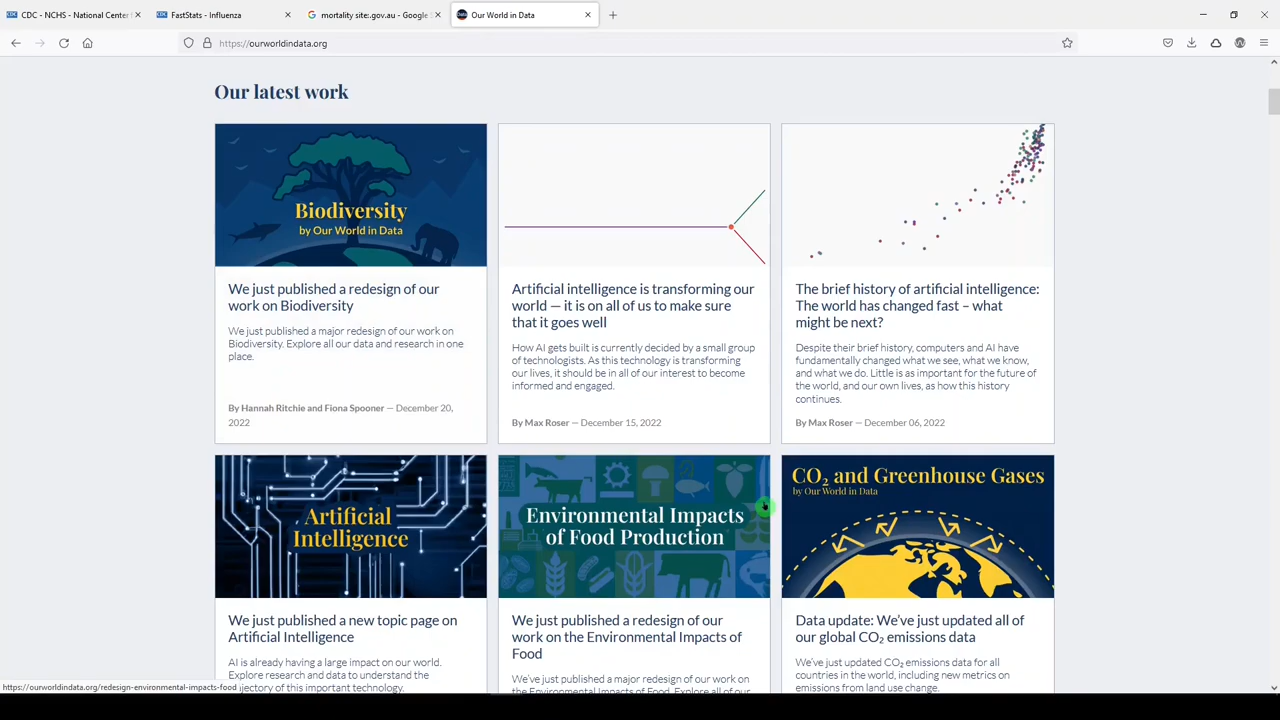 CDC - NCHS - National Center f
FastStats - Influenza
mortality site:.gov.au - Google S
Our World in Data
https://ourworldindata.org
Our latest work
Biodiversity
by Our World in Data
We just published a redesign of our
work on Biodiversity
We just published a major redesign of our work on
Biodiversity. Explore all our data and research in one
place.
By Hannah Ritchie and Fiona Spooner — December 20,
2022
Artificial intelligence is transforming our
world — it is on all of us to make sure
that it goes well
How AI gets built is currently decided by a small group
of technologists. As this technology is transforming
our lives, it should be in all of our interest to become
informed and engaged.
By Max Roser — December 15, 2022
The brief history of artificial intelligence:
The world has changed fast – what
might be next?
Despite their brief history, computers and AI have
fundamentally changed what we see, what we know,
and what we do. Little is as important for the future of
the world, and our own lives, as how this history
continues.
By Max Roser — December 06, 2022
Artificial
Intelligence
We just published a new topic page on
Artificial Intelligence
AI is already having a large impact on our world.
Explore research and data to understand the
jectory of this important technology.
Environmental Impacts
of Food Production
We just published a redesign of our
work on the Environmental Impacts of
Food
We've just published a major redesign of our work on
the Environmental Impacts of Food. Explore all of our
CO₂ and Greenhouse Gases
by Our World in Data
Data update: We've just updated all of
our global CO₂ emissions data
We've just updated CO₂ emissions data for all
countries in the world, including new metrics on
emissions from land use change.
https://ourworldindata.org/redesign-environmental-impacts-food